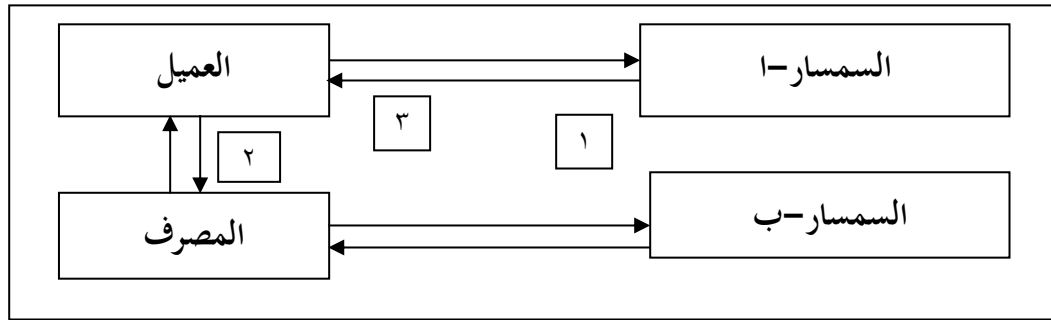 العميل
السمسار-ا
٣
١
٢
المصرف
السمسار-ب